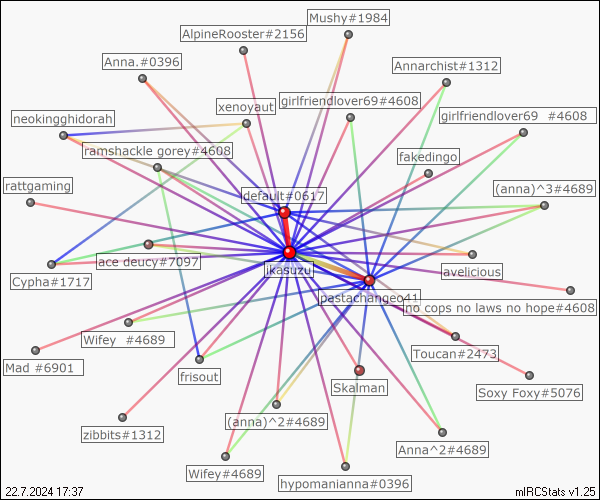 Mushy#1984
AlpineRooster#2156
Anna.#0396
Annarchist#1312
girlfriendlover69#4608
xenoyaut
neokingghidorah
girlfriendlover69 #4608
ramshackle gorey#4608
fakedingo
rattgaming
(anna)^3#4689
default#0617
ace deucy#7097
ikasuzu
avelicious
Cypha#1717
pastachangeo41
no cops no laws no hope#4608
Wifey #4689
Toucan#2473
Mad #6901
frisout
Skalman
Soxy Foxy#5076
(anna)^2#4689
zibbits#1312
Anna^2#4689
Wifey#4689
hypomanianna#0396
22.7.2024 17:37
mIRCStats v1.25